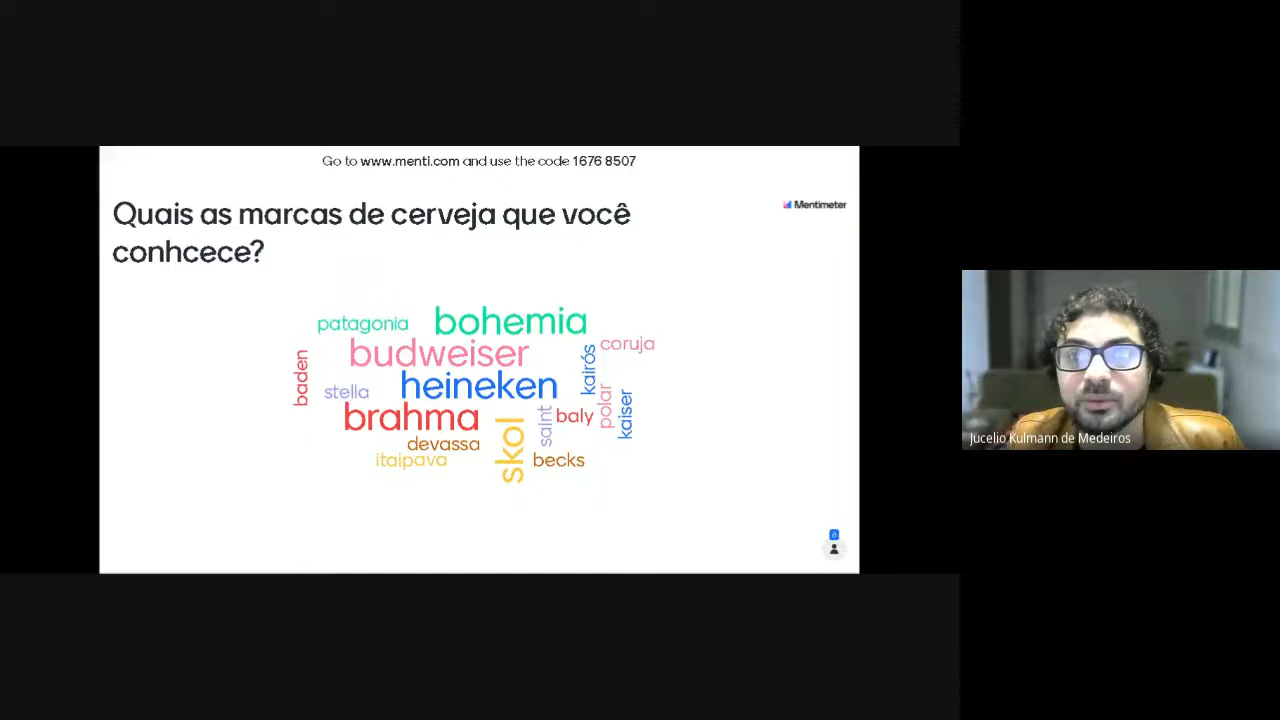 Go to www.menti.com and use the code 1676 8507
Quais as marcas de cerveja que você
conhcece?
Mentimeter
patagonia
bohemia
budweiser
coruja
baden
stella
heineken
kairós
brahma
skol
saint
baly
polar
kaiser
devassa
itaipava
becks
Jucelio Kulmann de Medeiros